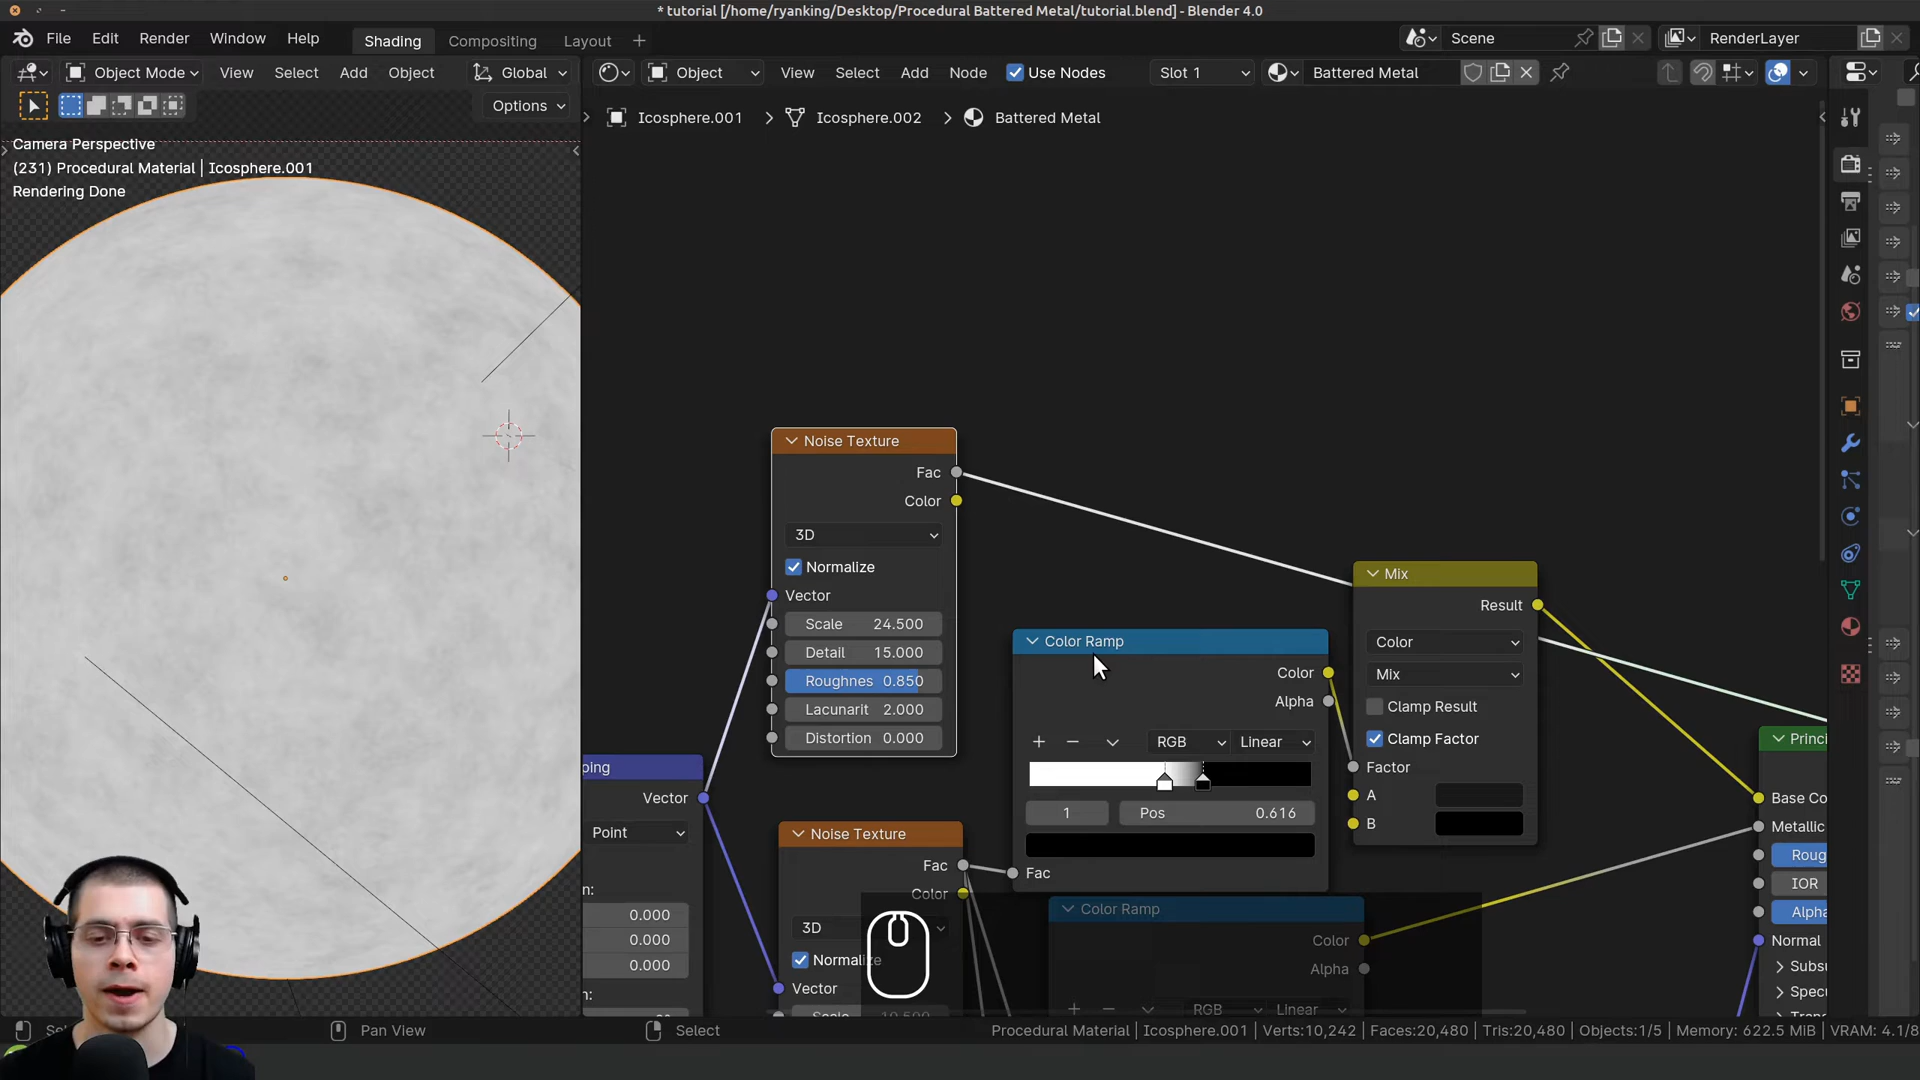 * tutorial [/home/ryanking/Desktop/Procedural Battered Metal/tutorial.blend] - Blender 4.0
File Edit Render Window Help Shading Compositing Layout + Scene RenderLayer
Object Mode View Select Add Object Global Object View Select Add Node Use Nodes Slot 1 Battered Metal
Options
Icosphere.001 > Icosphere.002 > Battered Metal
Camera Perspective
(231) Procedural Material | Icosphere.001
Rendering Done
Noise Texture
Fac
Color
3D
Normalize
Vector
Scale 24.500
Detail 15.000
Roughnes 0.850
Lacunarit 2.000
Distortion 0.000
Color Ramp
Color
Alpha
RGB Linear
1 Pos 0.616
Fac
Mix
Result
Color
Mix
Clamp Result
Clamp Factor
Factor
A
B
ping
Vector
Point
n:
0.000
0.000
0.000
n:
Noise Texture
Fac
Color
3D
Normalize
Vector
Scale 10.500
Color Ramp
Color
Alpha
RGB Linear
Princi
Base Co
Metallic
Roug
IOR
Alpha
Normal
Subsu
Specu
Pan View Select Procedural Material | Icosphere.001 | Verts:10,242 | Faces:20,480 | Tris:20,480 | Objects:1/5 | Memory: 622.5 MiB | VRAM: 4.1/8